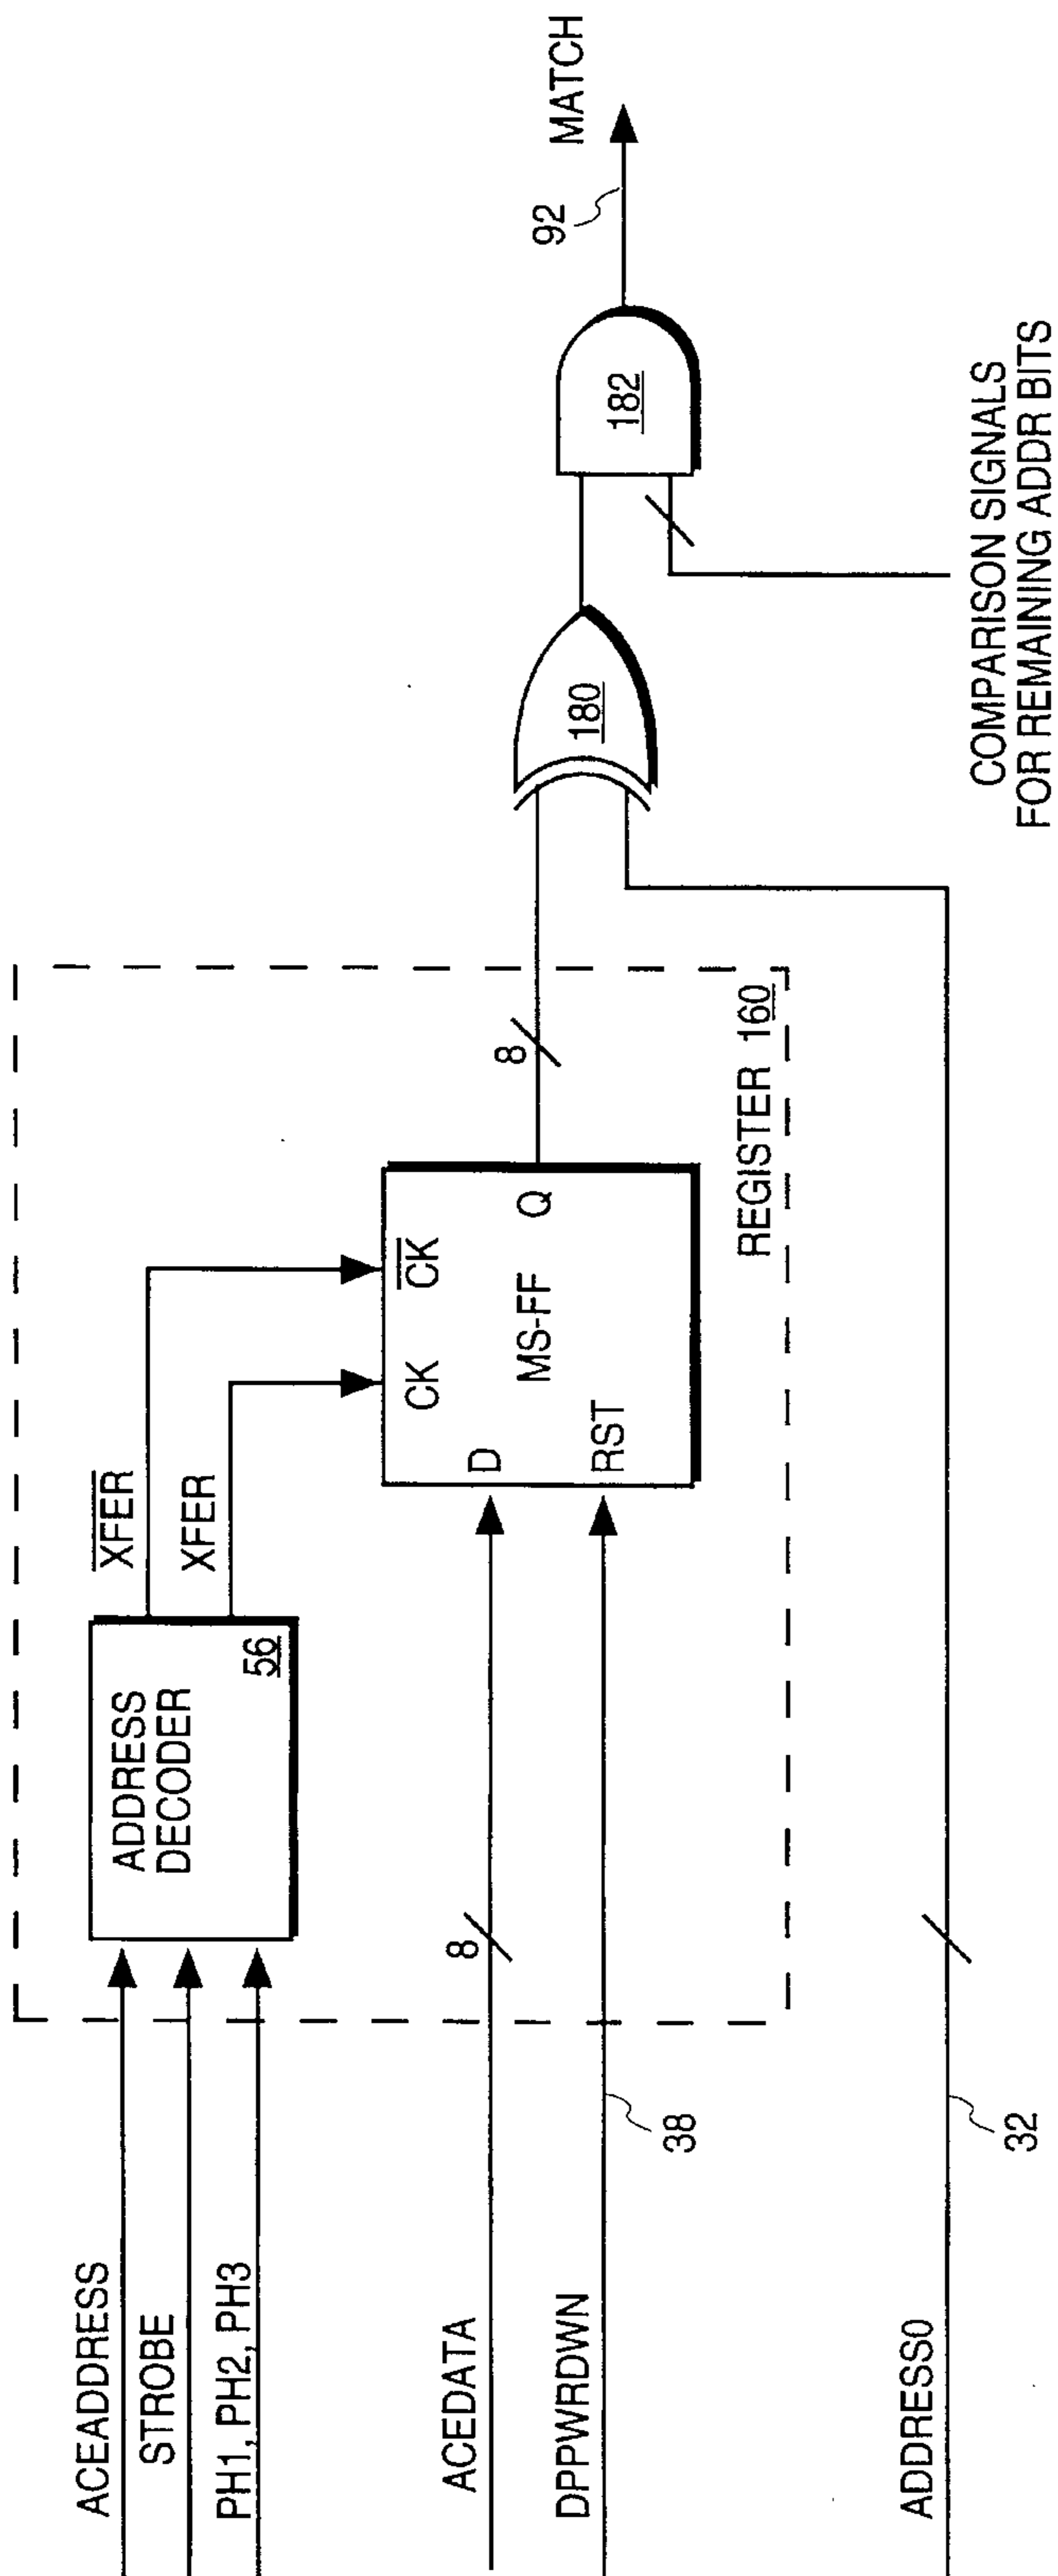 ACEADDRESS
STROBE
PH1, PH2, PH3
ADDRESS
DECODER
56
XFER
XFER
ACEDATA
8
DPPWRDWN
38
D
RST
CK
CK
MS-FF
Q
8
REGISTER 160
ADDRESS0
32
180
182
92
MATCH
COMPARISON SIGNALS
FOR REMAINING ADDR BITS